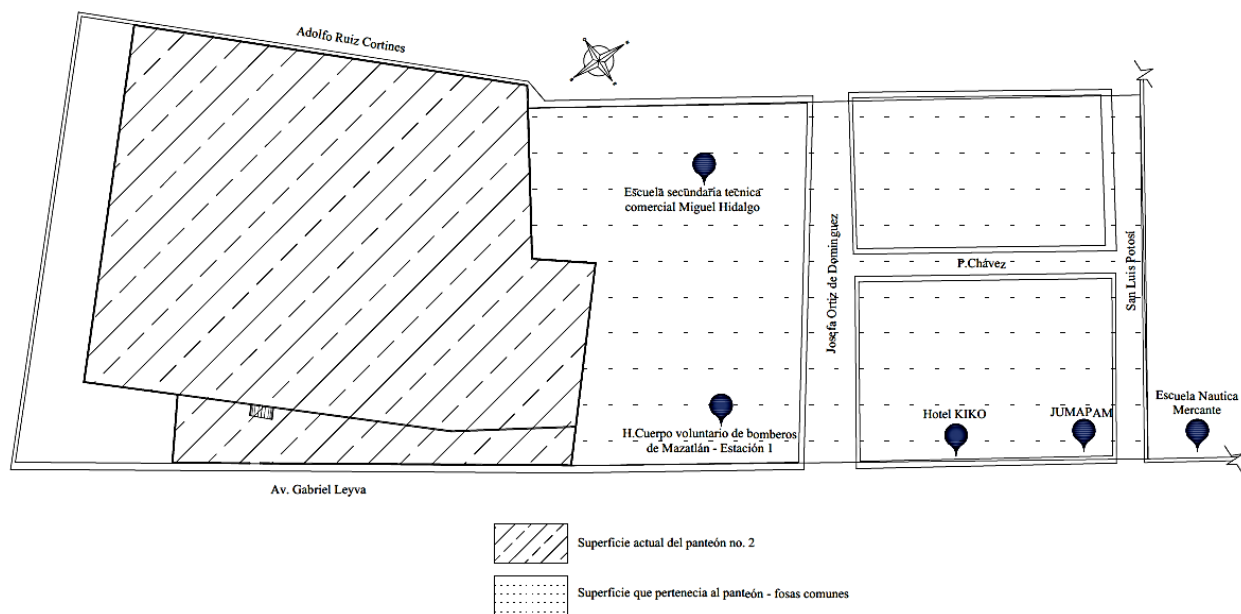 Adolfo Ruiz Cortines
Escuela secundaria tecnica
comercial Miguel Hidalgo
Josefa Ortiz de Dominguez
P.Chávez
San Luis Potosí
H.Cuerpo voluntario de bomberos
de Mazatlán - Estación 1
Hotel KIKO
JUMAPAM
Escuela Nautica
Mercante
Av. Gabriel Leyva
Superficie actual del panteón no. 2
Superficie que pertenecia al panteón - fosas comunes